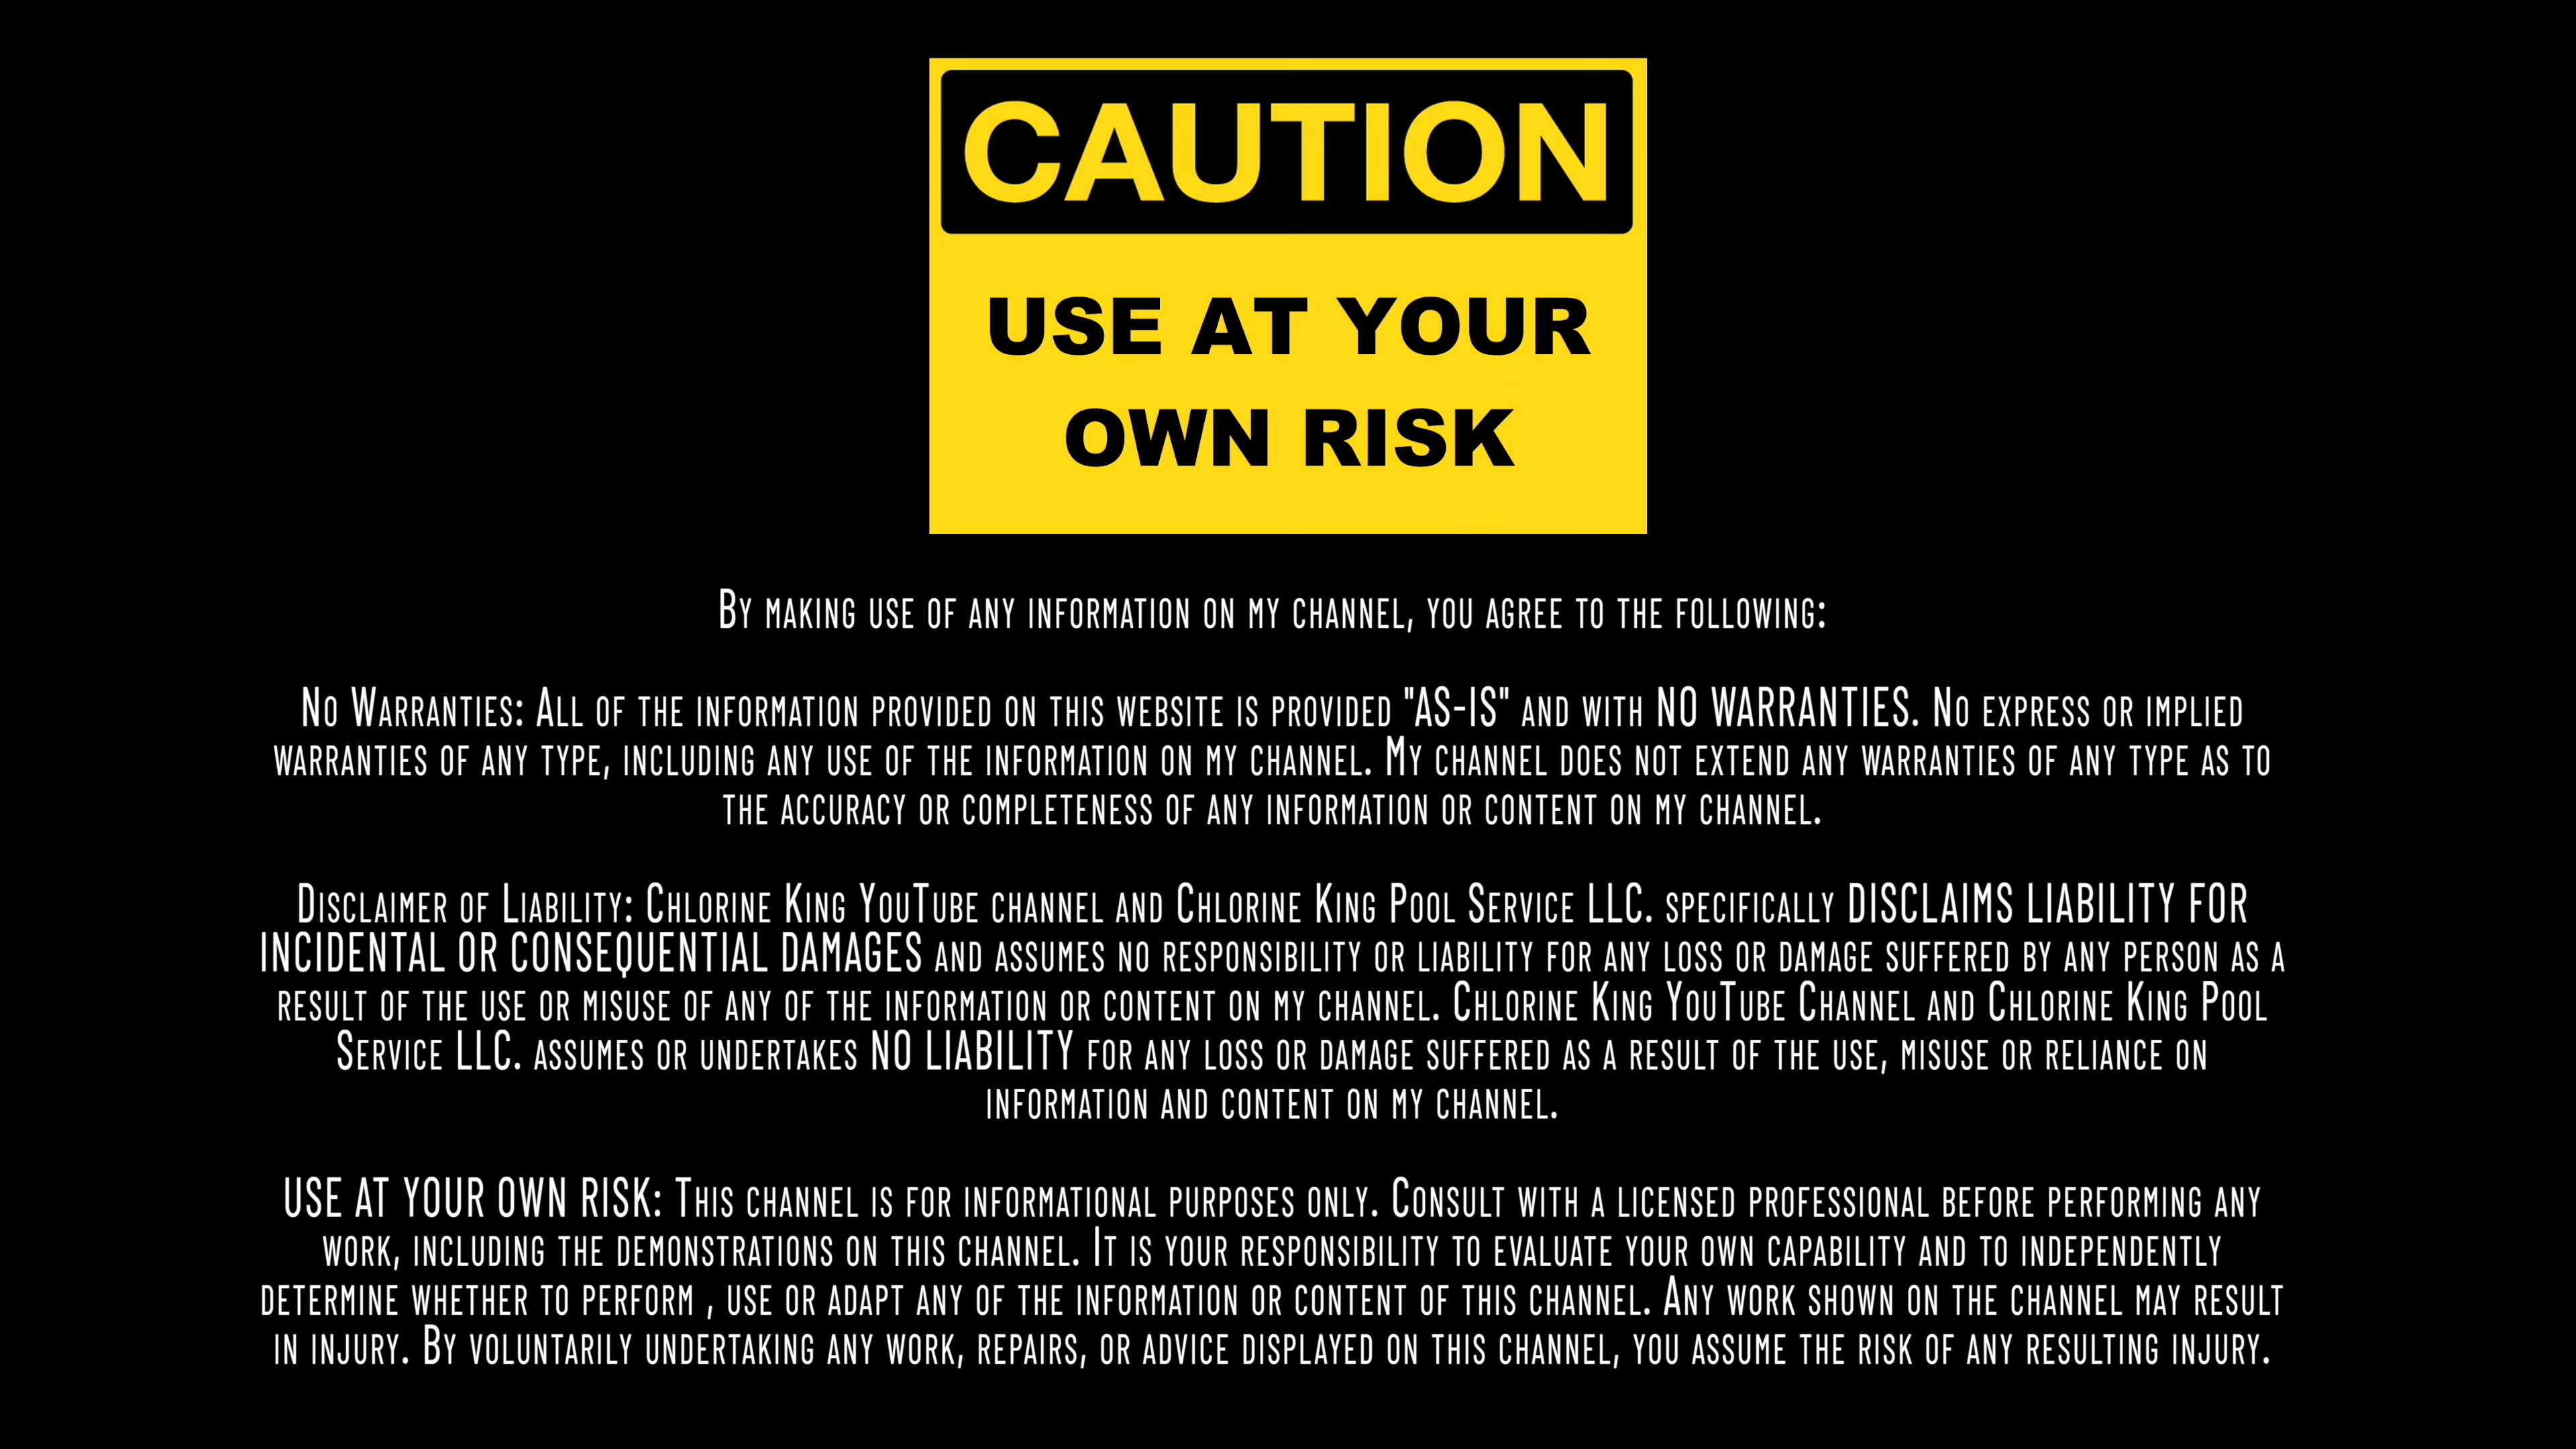 CAUTION
USE AT YOUR
OWN RISK
By making use of any information on my channel, you agree to the following:
No Warranties: All of the information provided on this website is provided "AS-IS" and with NO WARRANTIES. No express or implied
warranties of any type, including any use of the information on my channel. My channel does not extend any warranties of any type as to
the accuracy or completeness of any information or content on my channel.
Disclaimer of Liability: Chlorine King YouTube channel and Chlorine King Pool Service LLC. specifically DISCLAIMS LIABILITY FOR
INCIDENTAL OR CONSEQUENTIAL DAMAGES and assumes no responsibility or liability for any loss or damage suffered by any person as a
result of the use or misuse of any of the information or content on my channel. Chlorine King YouTube Channel and Chlorine King Pool
Service LLC. assumes or undertakes NO LIABILITY for any loss or damage suffered as a result of the use, misuse or reliance on
information and content on my channel.
USE AT YOUR OWN RISK: This channel is for informational purposes only. Consult with a licensed professional before performing any
work, including the demonstrations on this channel. It is your responsibility to evaluate your own capability and to independently
determine whether to perform , use or adapt any of the information or content of this channel. Any work shown on the channel may result
in injury. By voluntarily undertaking any work, repairs, or advice displayed on this channel, you assume the risk of any resulting injury.